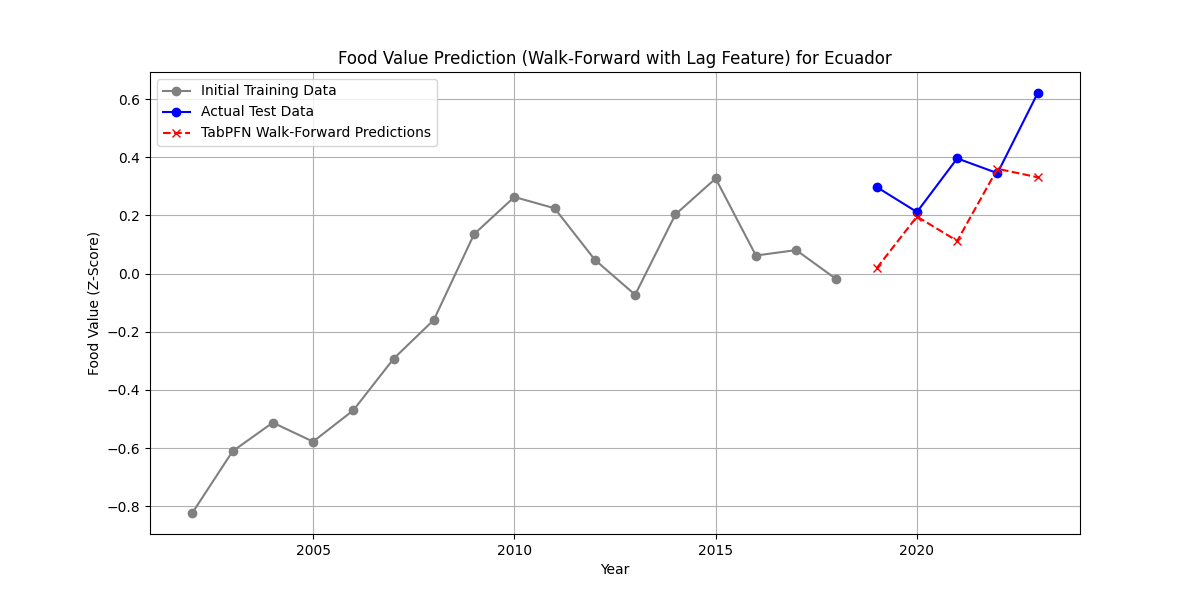 Food Value Prediction (Walk-Forward with Lag Feature) for Ecuador
Initial Training Data
Actual Test Data
TabPFN Walk-Forward Predictions
Food Value (Z-Score)
0.6
0.4
0.2
0.0
−0.2
−0.4
−0.6
−0.8
2005 2010 2015 2020
Year